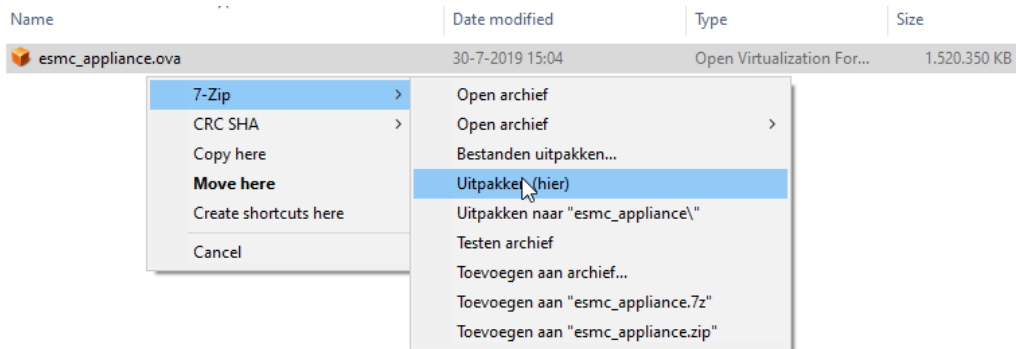 Name Date modified Type Size
esmc_appliance.ova 30-7-2019 15:04 Open Virtualization For... 1.520.350 KB
7-Zip
CRC SHA
Copy here
Move here
Create shortcuts here
Cancel
Open archief
Open archief
Bestanden uitpakken...
Uitpakken (hier)
Uitpakken naar "esmc_appliance\"
Testen archief
Toevoegen aan archief...
Toevoegen aan "esmc_appliance.7z"
Toevoegen aan "esmc_appliance.zip"